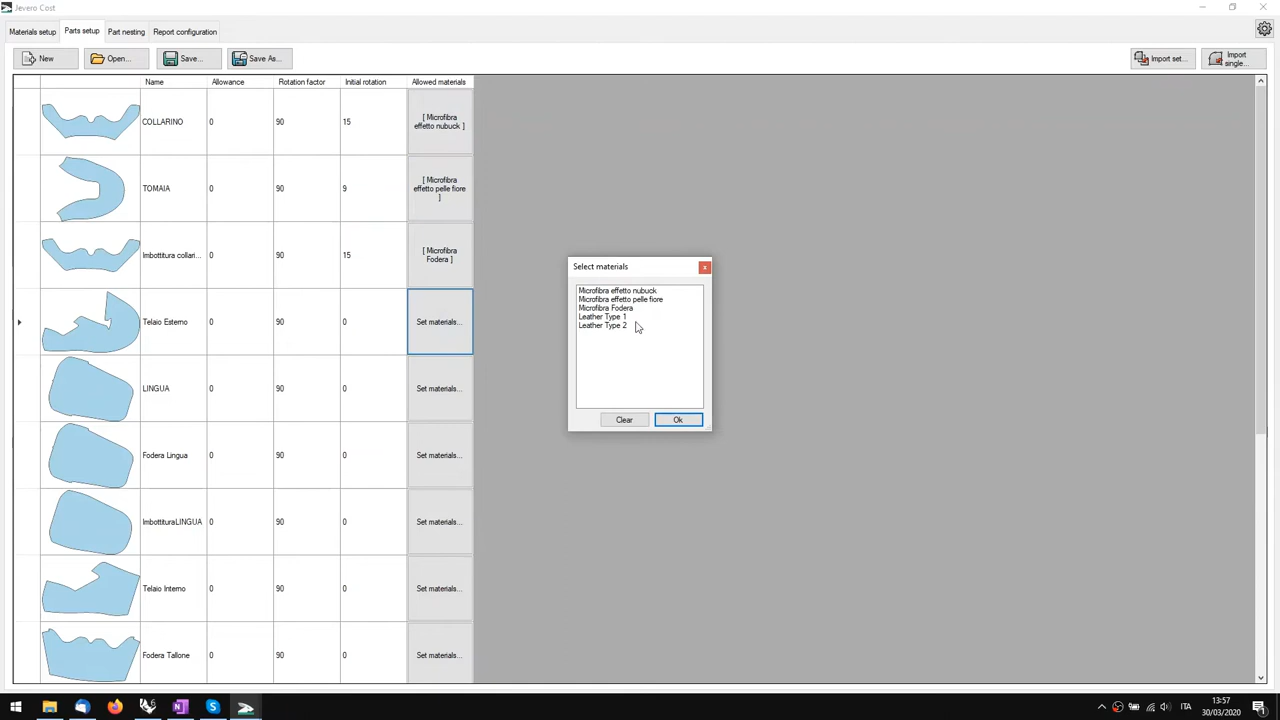 Jevero Cost
Materials setup Parts setup Part nesting Report configuration
New Open... Save... Save As... Import set... Import
single...
Name Allowance Rotation factor Initial rotation Allowed materials
COLLARINO 0 90 15 [ Microfibra
effetto nubuck ]
TOMAIA 0 90 9 [ Microfibra
effetto pelle fiore
]
Imbottitura collari... 0 90 15 [ Microfibra
Fodera ]
Telaio Esterno 0 90 0 Set materials...
LINGUA 0 90 0 Set materials...
Fodera Lingua 0 90 0 Set materials...
ImbottituraLINGUA 0 90 0 Set materials...
Telaio Interno 0 90 0 Set materials...
Fodera Tallone 0 90 0 Set materials...
Select materials
x
Microfibra effetto nubuck
Microfibra effetto pelle fiore
Microfibra Fodera
Leather Type 1
Leather Type 2
Clear Ok
ITA
13:57
30/03/2020
1